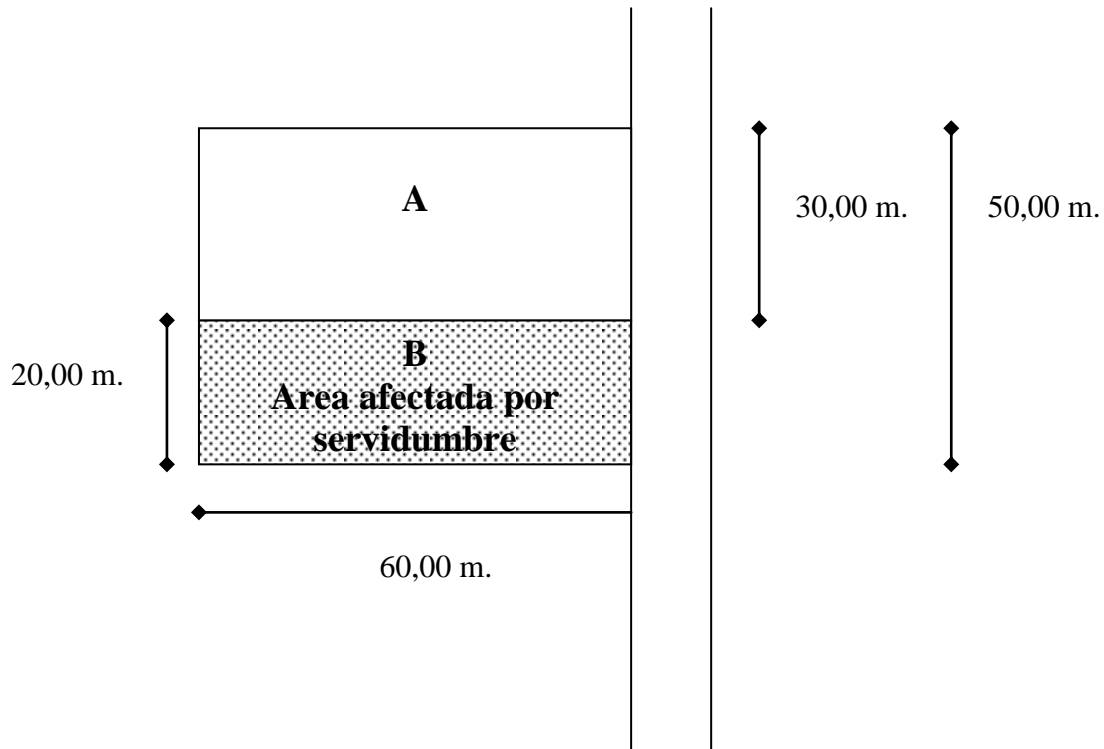 A
30,00 m.
50,00 m.
B
Area afectada por
servidumbre
20,00 m.
60,00 m.